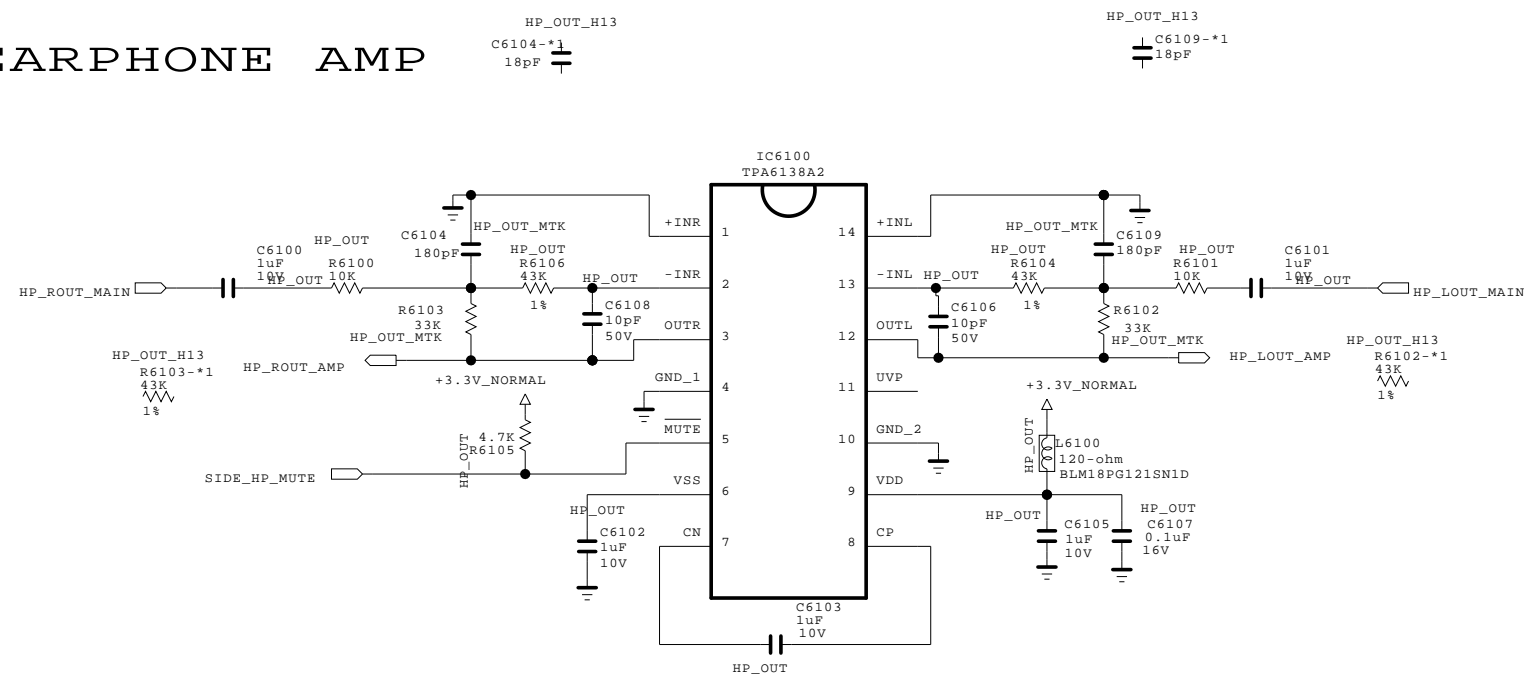 HP_OUT_H13
C6104-*1
18pF
HP_OUT_H13
C6109-*1
18pF
EARPHONE AMP
IC6100
TPA6138A2
+INR
1
-INR
2
OUTR
3
GND_1
4
MUTE
5
VSS
6
CN
7
14
+INL
13
-INL
12
OUTL
11
UVP
10
GND_2
9
VDD
8
CP
HP_ROUT_MAIN
C6100
1uF
10V
HP_OUT
HP_OUT
R6100
10K
C6104
180pF
HP_OUT_MTK
HP_OUT
R6106
43K
1%
HP_OUT
C6108
10pF
50V
R6103
33K
HP_OUT_MTK
HP_ROUT_AMP
HP_OUT_H13
R6103-*1
43K
1%
+3.3V_NORMAL
4.7K
R6105
HP_OUT
SIDE_HP_MUTE
HP_OUT
C6102
1uF
10V
C6103
1uF
10V
HP_OUT
HP_OUT_MTK
C6109
180pF
HP_OUT
R6104
43K
1%
HP_OUT
C6106
10pF
50V
HP_OUT
R6101
10K
C6101
1uF
10V
HP_OUT
HP_LOUT_MAIN
R6102
33K
HP_OUT_MTK
HP_LOUT_AMP
HP_OUT_H13
R6102-*1
43K
1%
+3.3V_NORMAL
HP_OUT
L6100
120-ohm
BLM18PG121SN1D
HP_OUT
C6105
1uF
10V
HP_OUT
C6107
0.1uF
16V